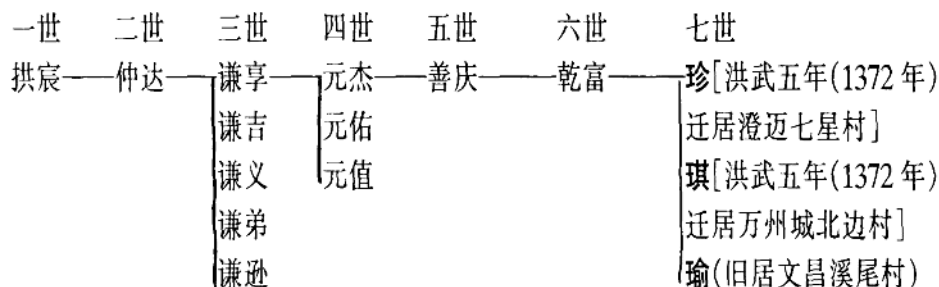 一世 二世 三世 四世 五世 六世 七世
拱宸 仲达 谦享 元杰 善庆 乾富 珍[洪武五年(1372年)
谦吉 元佑 迁居澄迈七星村]
谦义 元值 琪[洪武五年(1372年)
谦弟 迁居万州城北边村]
谦逊 瑜(旧居文昌溪尾村)